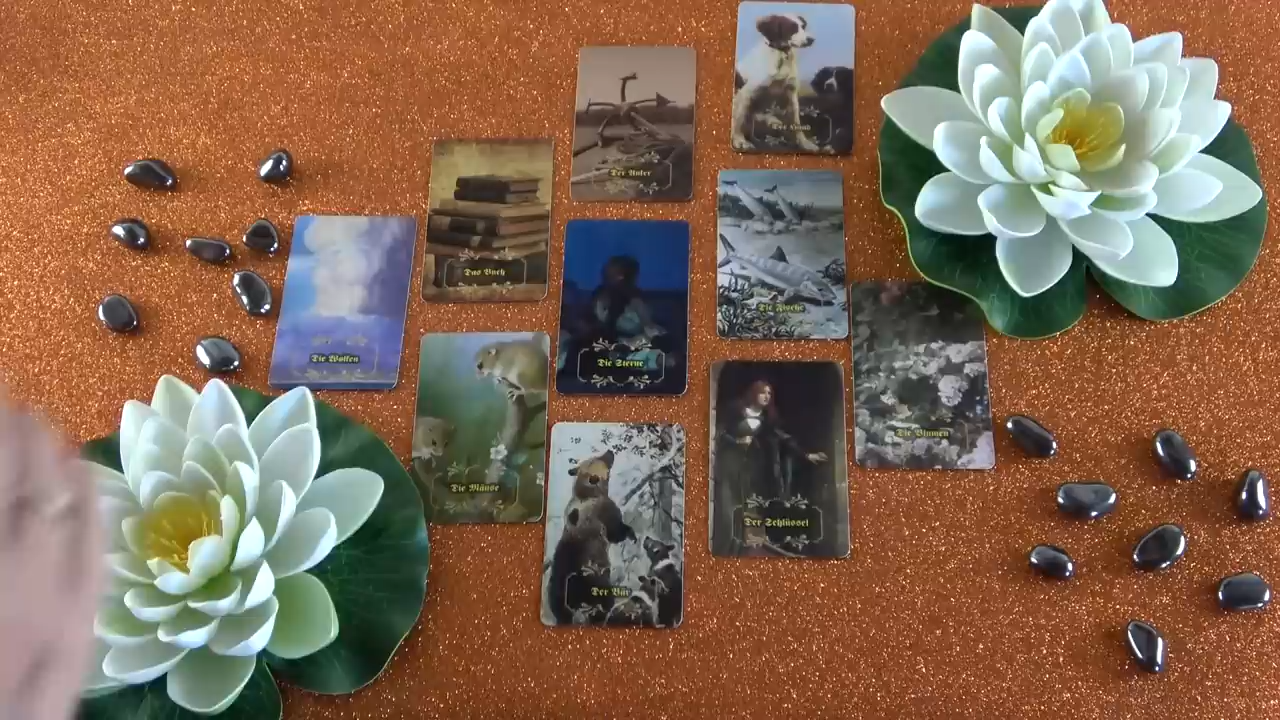 Der Hund
Der Anker
Das Buch
Die Fische
Die Wolken
Die Sterne
Die Blumen
Die Mäuse
Der Schlüssel
Der Bär